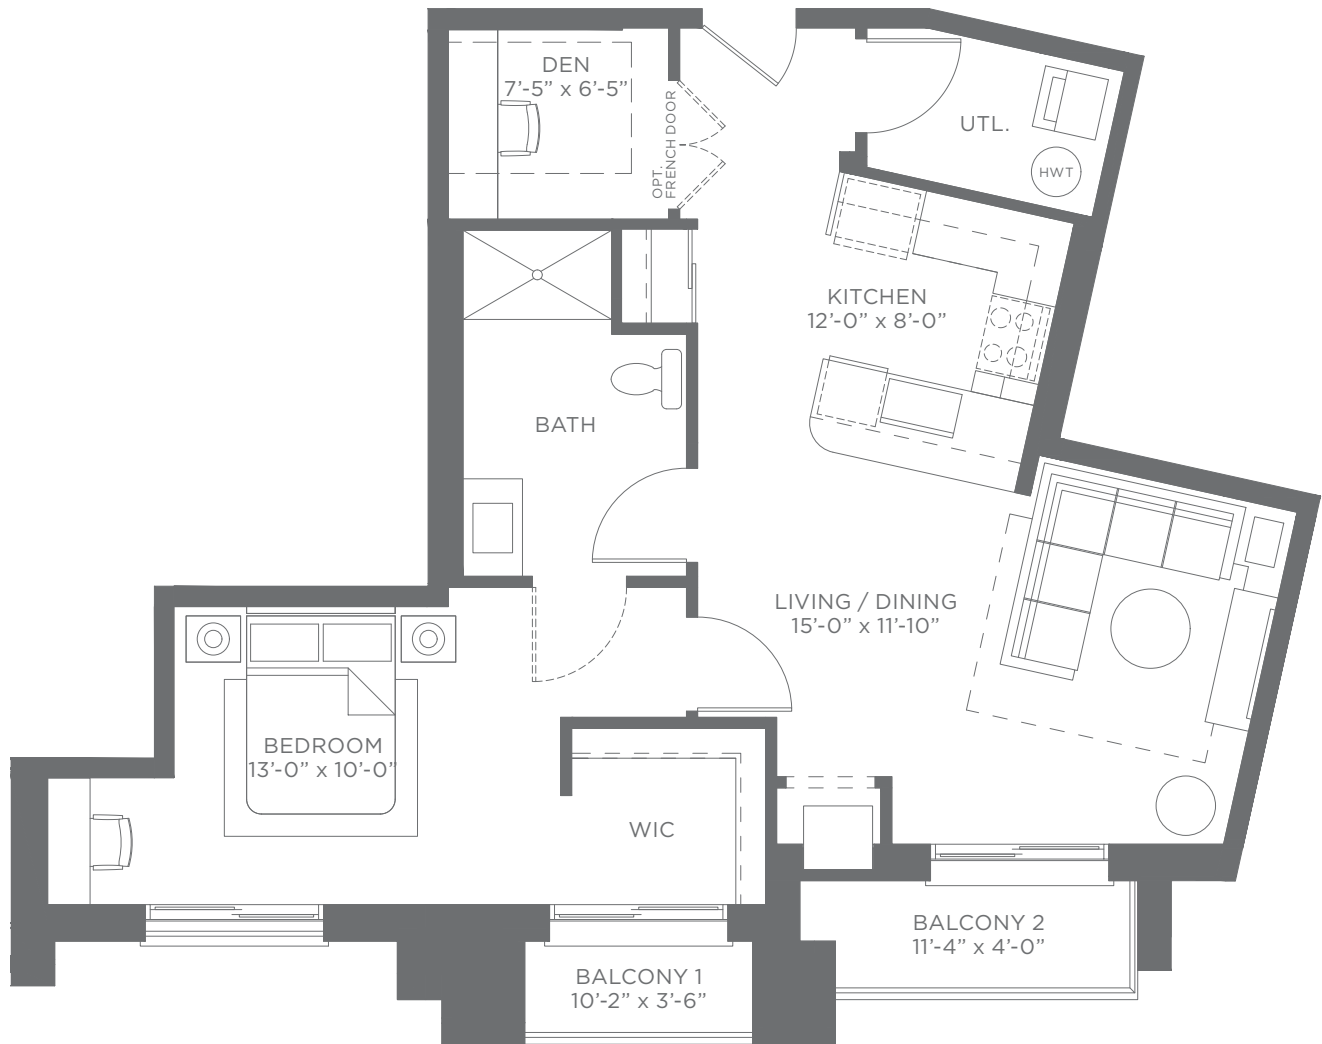 DEN
7’-5” x 6’-5”
OPT.
FRENCH DOOR
UTL.
HWT
KITCHEN
12’-0” x 8’-0”
BATH
LIVING / DINING
15’-0” x 11’-10”
BEDROOM
13’-0” x 10’-0”
WIC
BALCONY 2
11’-4” x 4’-0”
BALCONY 1
10’-2” x 3’-6”